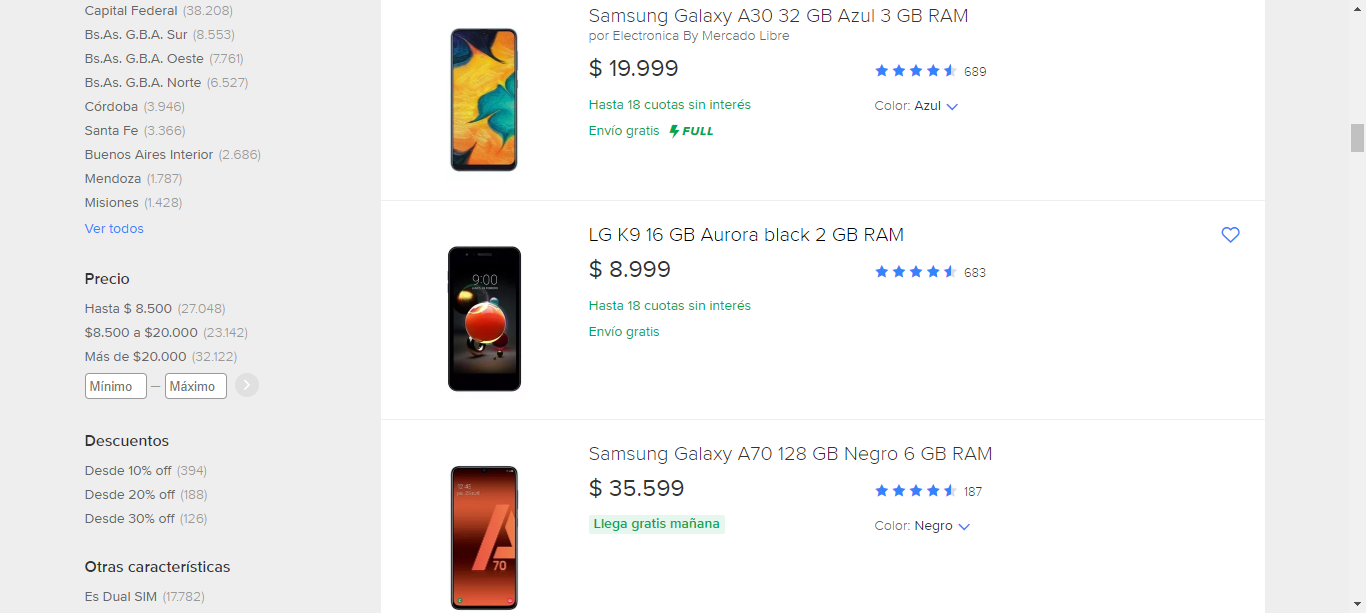 Capital Federal (38.208)
Bs.As. G.B.A. Sur (8.553)
Bs.As. G.B.A. Oeste (7.761)
Bs.As. G.B.A. Norte (6.527)
Córdoba (3.946)
Santa Fe (3.366)
Buenos Aires Interior (2.686)
Mendoza (1.787)
Misiones (1.428)
Ver todos
Precio
Hasta $ 8.500 (27.048)
$8.500 a $20.000 (23.142)
Más de $20.000 (32.122)
Mínimo — Máximo
Descuentos
Desde 10% off (394)
Desde 20% off (188)
Desde 30% off (126)
Otras características
Es Dual SIM (17.782)
Samsung Galaxy A30 32 GB Azul 3 GB RAM
por Electronica By Mercado Libre
$ 19.999
689
Hasta 18 cuotas sin interés
Color: Azul
Envío gratis FULL
LG K9 16 GB Aurora black 2 GB RAM
9:00
$ 8.999
683
Hasta 18 cuotas sin interés
Envío gratis
Samsung Galaxy A70 128 GB Negro 6 GB RAM
12:45
$ 35.599
187
Llega gratis mañana
Color: Negro
A
70